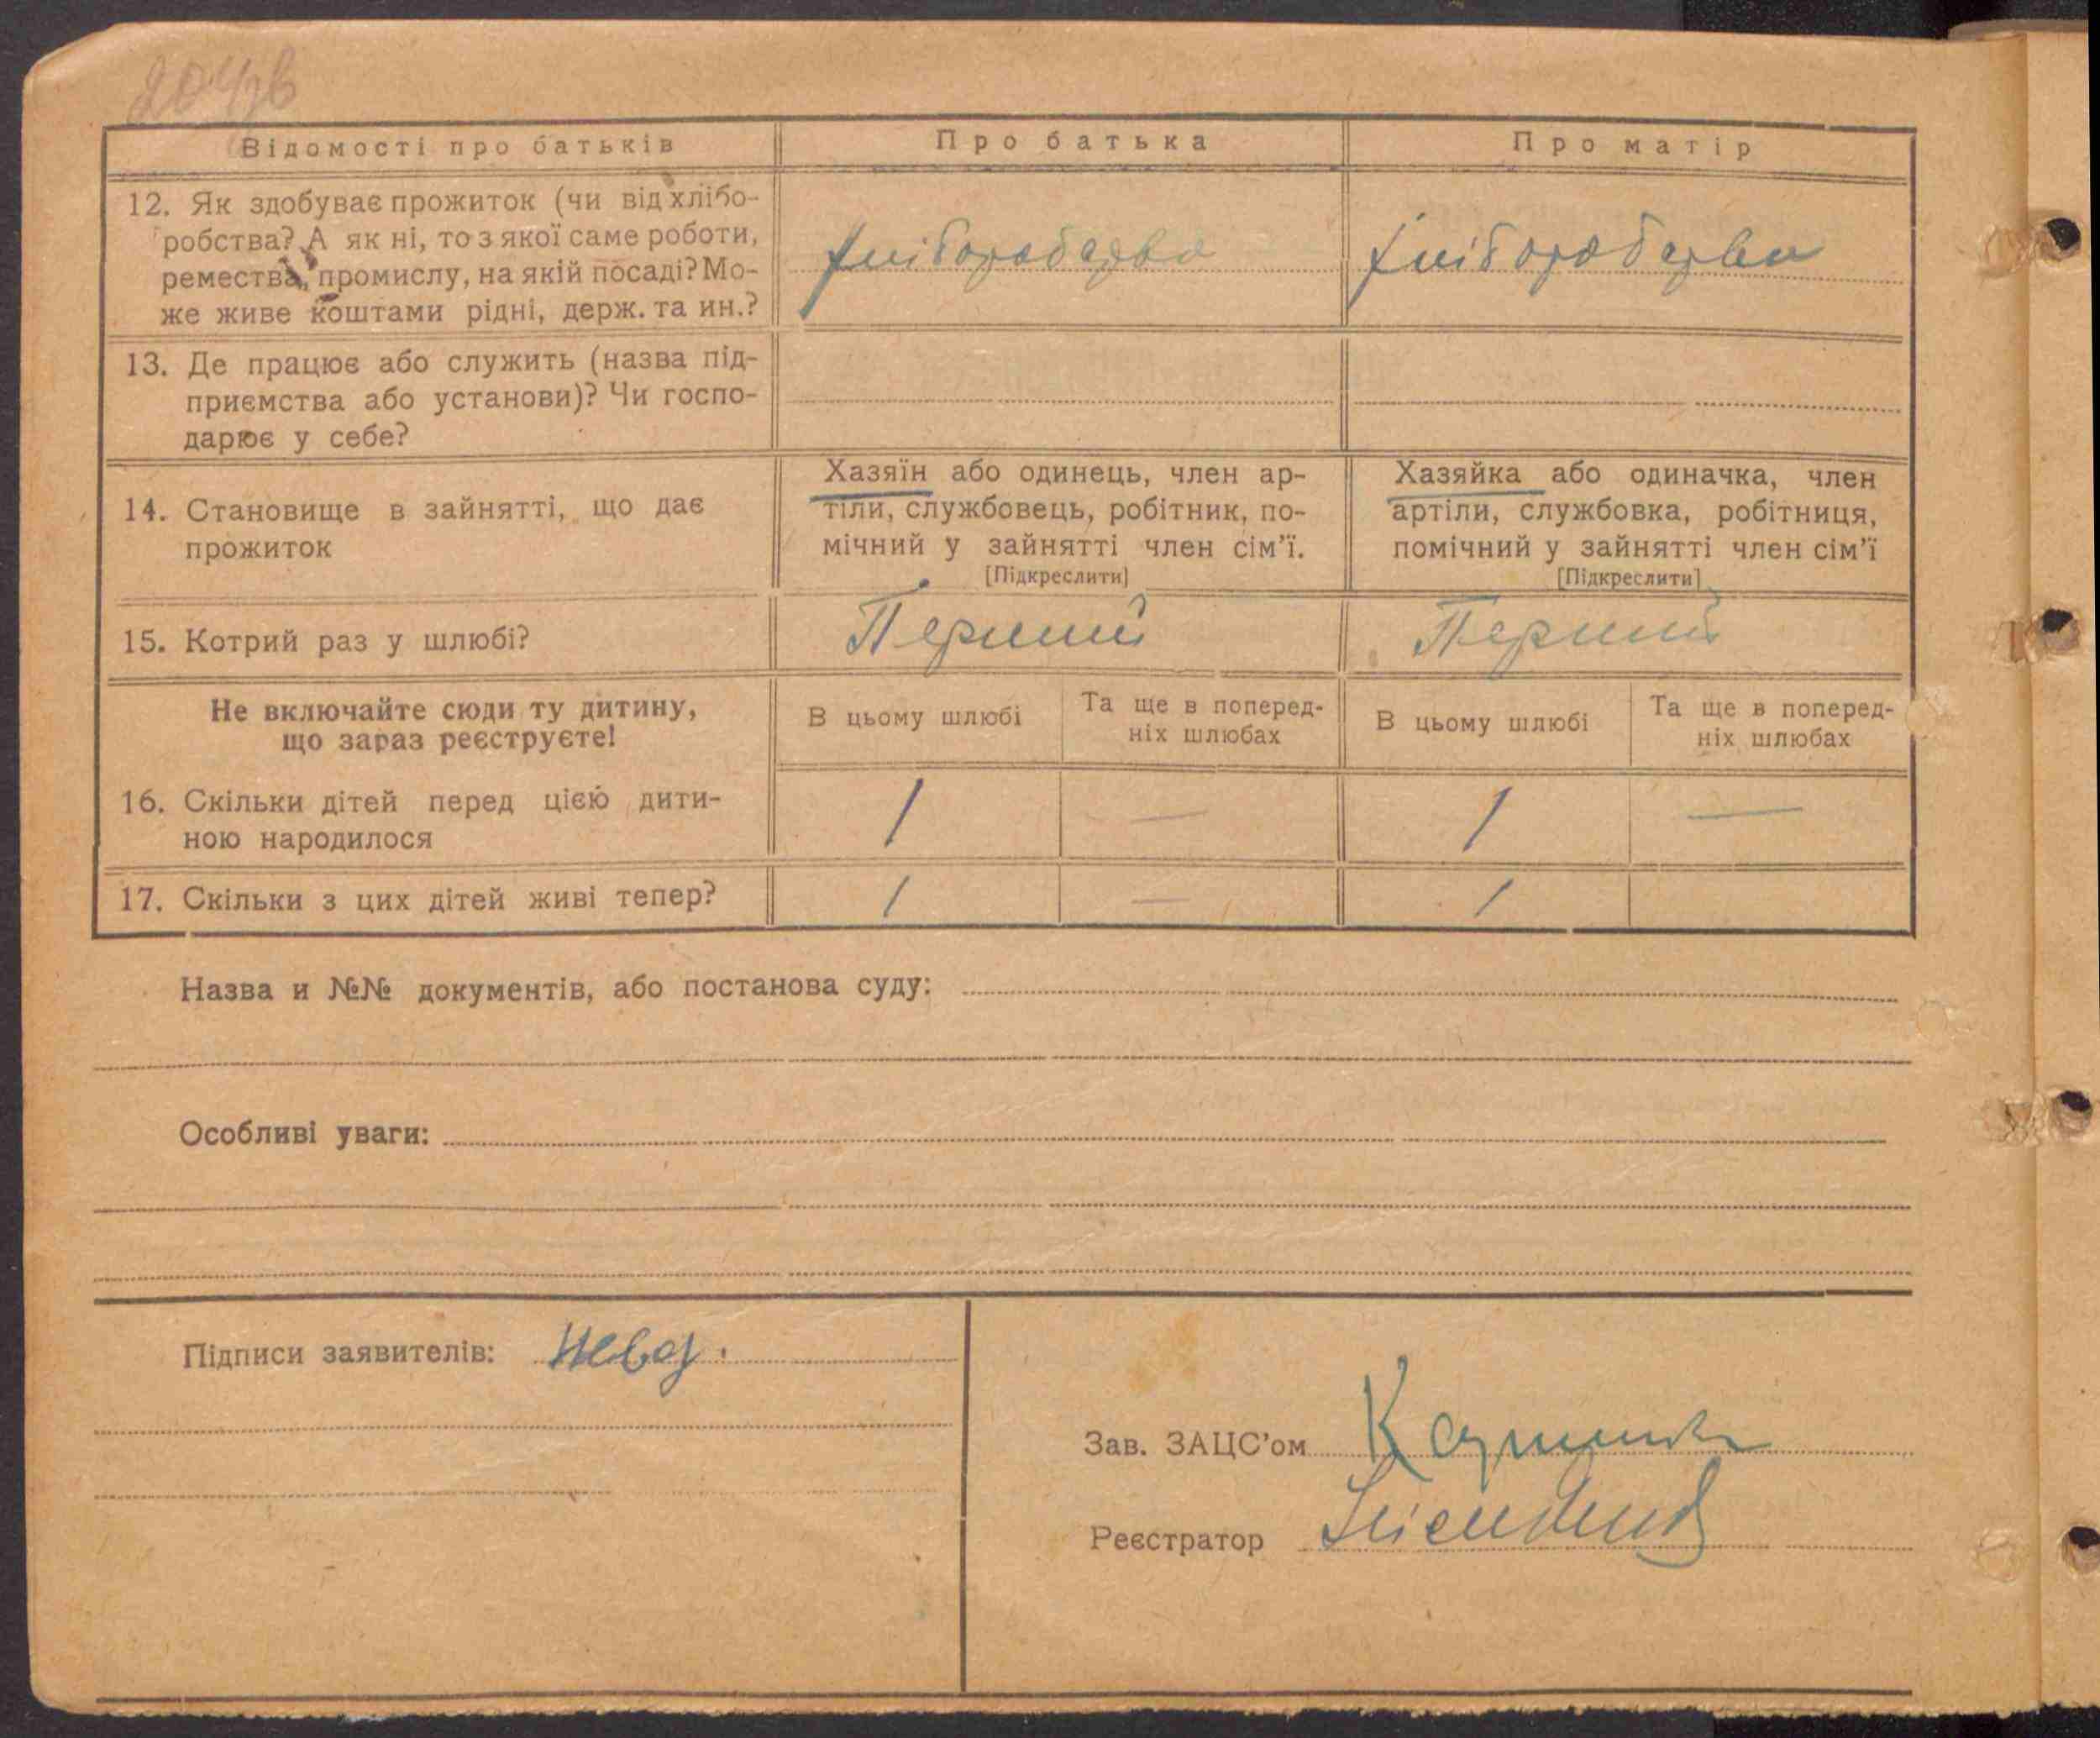 204зв
Відомості про батьків
Про батька
Про матір
12. Як здобуває прожиток (чи від хлібо-
робства? А як ні, то з якої саме роботи,
ремества, промислу, на якій посаді? Мо-
же живе коштами рідні, держ. та ин.?
хліборобство
хліборобство
13. Де працює або служить (назва під-
приємства або установи)? Чи госпо-
дарює у себе?
14. Становище в зайнятті, що дає
прожиток
Хазяїн або одинець, член ар-
тіли, службовець, робітник, по-
мічний у зайнятті член сім’ї.
[Підкреслити]
Хазяйка або одиначка, член
артіли, службовка, робітниця,
помічний у зайнятті член сім’ї
[Підкреслити]
15. Котрий раз у шлюбі?
Перший
Перший
Не включайте сюди ту дитину,
що зараз реєструєте!
В цьому шлюбі
Та ще в поперед-
ніх шлюбах
В цьому шлюбі
Та ще в поперед-
ніх шлюбах
16. Скільки дітей перед цією дити-
ною народилося
1 — 1 —
17. Скільки з цих дітей живі тепер?
1 — 1
Назва и №№ документів, або постанова суду:
Особливі уваги:
Підписи заявителів:
Зав. ЗАЦС’ом
Реєстратор